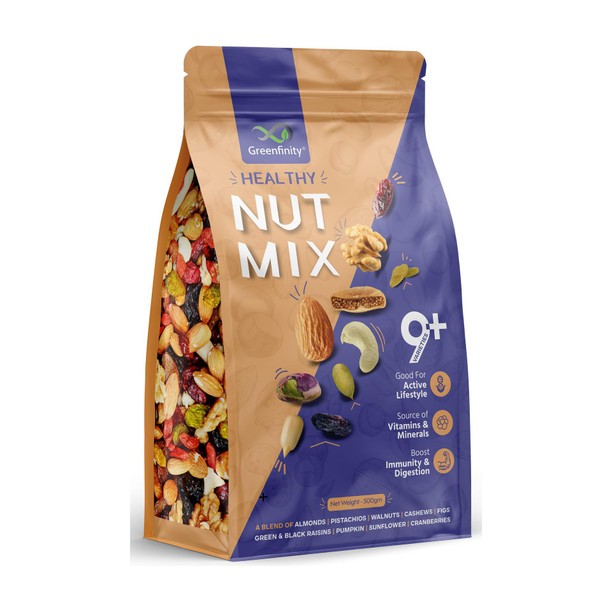 Greenfinity®
HEALTHY
NUT
MIX
9+
VARIETIES
Good For
Active
Lifestyle
Source of
Vitamins &
Minerals
Boost
Immunity &
Digestion
Net Weight - 500gm
A BLEND OF ALMONDS | PISTACHIOS | WALNUTS | CASHEWS | FIGS
GREEN & BLACK RAISINS | PUMPKIN | SUNFLOWER | CRANBERRIES